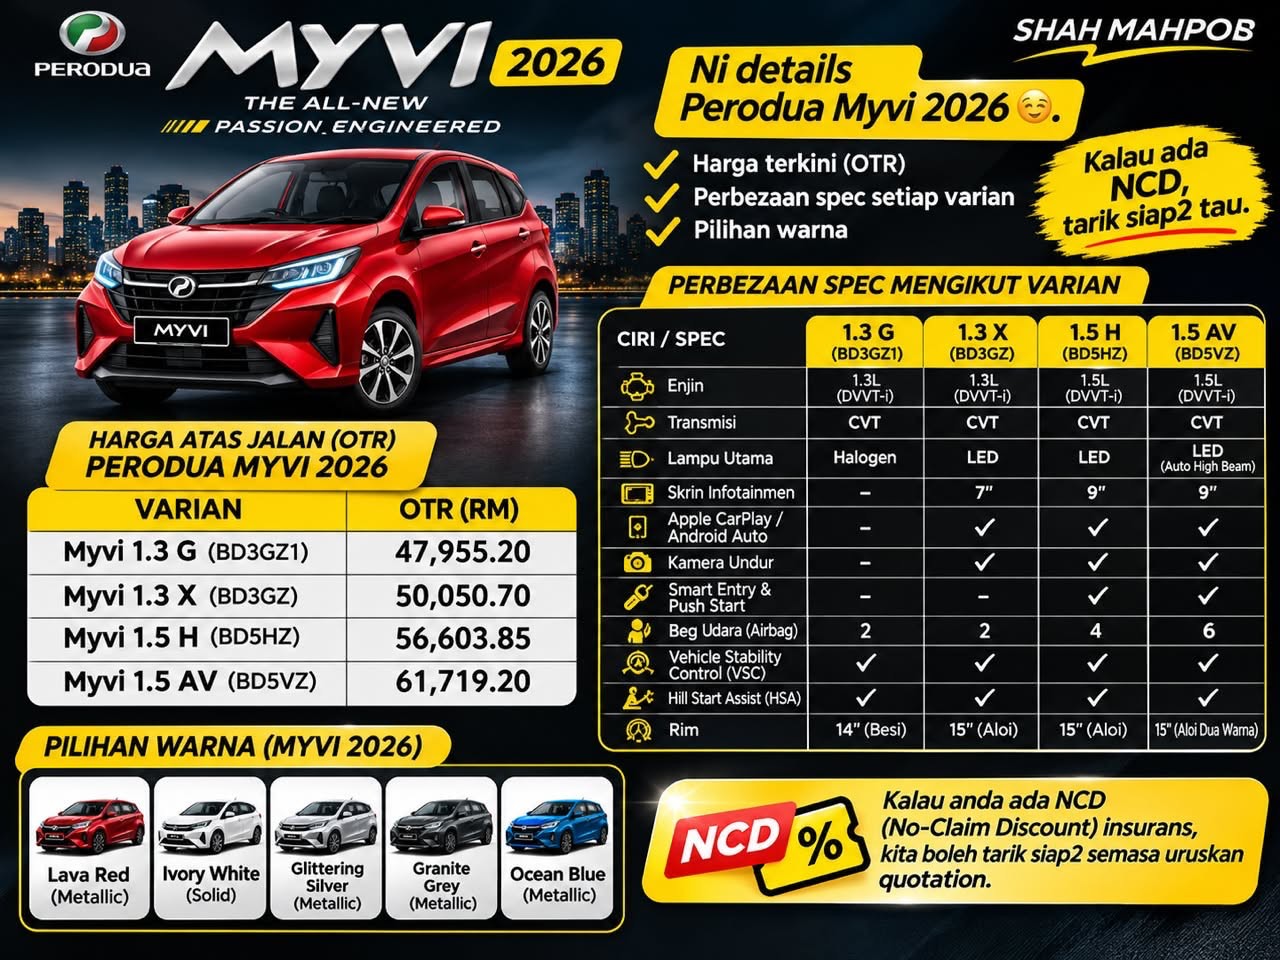 PERODUA
MYVI 2026
THE ALL-NEW
PASSION ENGINEERED
MYVI
SHAH MAHPOB
Ni details
Perodua Myvi 2026 😊.
Harga terkini (OTR)
Perbezaan spec setiap varian
Pilihan warna
Kalau ada
NCD,
tarik siap2 tau.
HARGA ATAS JALAN (OTR)
PERODUA MYVI 2026
VARIAN OTR (RM)
Myvi 1.3 G (BD3GZ1) 47,955.20
Myvi 1.3 X (BD3GZ) 50,050.70
Myvi 1.5 H (BD5HZ) 56,603.85
Myvi 1.5 AV (BD5VZ) 61,719.20
PERBEZAAN SPEC MENGIKUT VARIAN
CIRI / SPEC 1.3 G (BD3GZ1) 1.3 X (BD3GZ) 1.5 H (BD5HZ) 1.5 AV (BD5VZ)
Enjin 1.3L (DVVT-i) 1.3L (DVVT-i) 1.5L (DVVT-i) 1.5L (DVVT-i)
Transmisi CVT CVT CVT CVT
Lampu Utama Halogen LED LED LED (Auto High Beam)
Skrin Infotainmen – 7" 9" 9"
Apple CarPlay / Android Auto – ✓ ✓ ✓
Kamera Undur – ✓ ✓ ✓
Smart Entry & Push Start – – ✓ ✓
Beg Udara (Airbag) 2 2 4 6
Vehicle Stability Control (VSC) ✓ ✓ ✓ ✓
Hill Start Assist (HSA) ✓ ✓ ✓ ✓
Rim 14" (Besi) 15" (Aloi) 15" (Aloi) 15" (Aloi Dua Warna)
PILIHAN WARNA (MYVI 2026)
Lava Red (Metallic)
Ivory White (Solid)
Glittering Silver (Metallic)
Granite Grey (Metallic)
Ocean Blue (Metallic)
NCD %
Kalau anda ada NCD
(No-Claim Discount) insurans,
kita boleh tarik siap2 semasa uruskan
quotation.